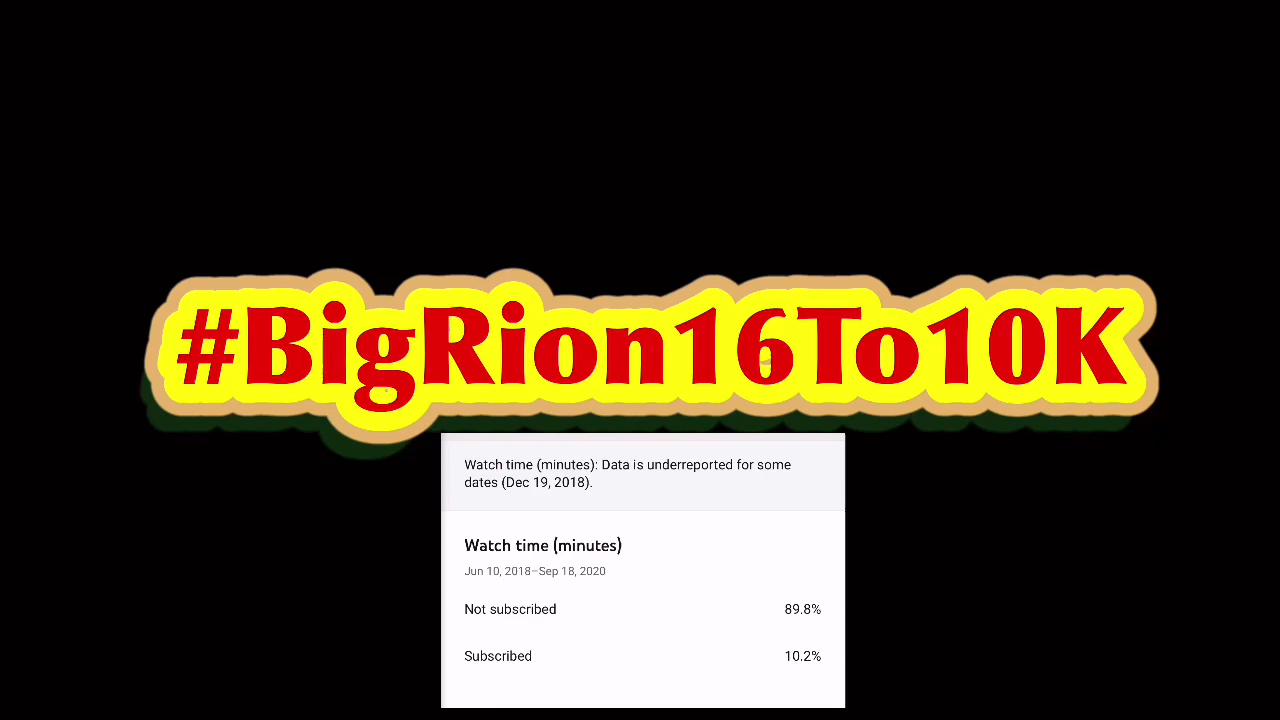 #BigRion16To10K
Watch time (minutes): Data is underreported for some
dates (Dec 19, 2018).
Watch time (minutes)
Jun 10, 2018–Sep 18, 2020
Not subscribed 89.8%
Subscribed 10.2%